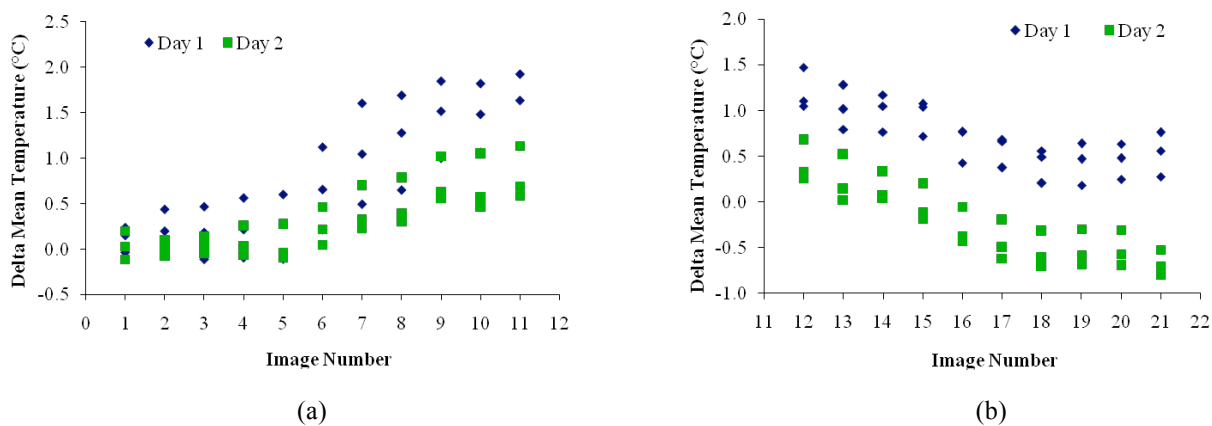 2.5
2.0
1.5
1.0
0.5
0.0
-0.5
Delta Mean Temperature (°C)
Day 1 Day 2
0 1 2 3 4 5 6 7 8 9 10 11 12
Image Number
(a)
2.0
1.5
1.0
0.5
0.0
-0.5
-1.0
Delta Mean Temperature (°C)
Day 1 Day 2
11 12 13 14 15 16 17 18 19 20 21 22
Image Number
(b)